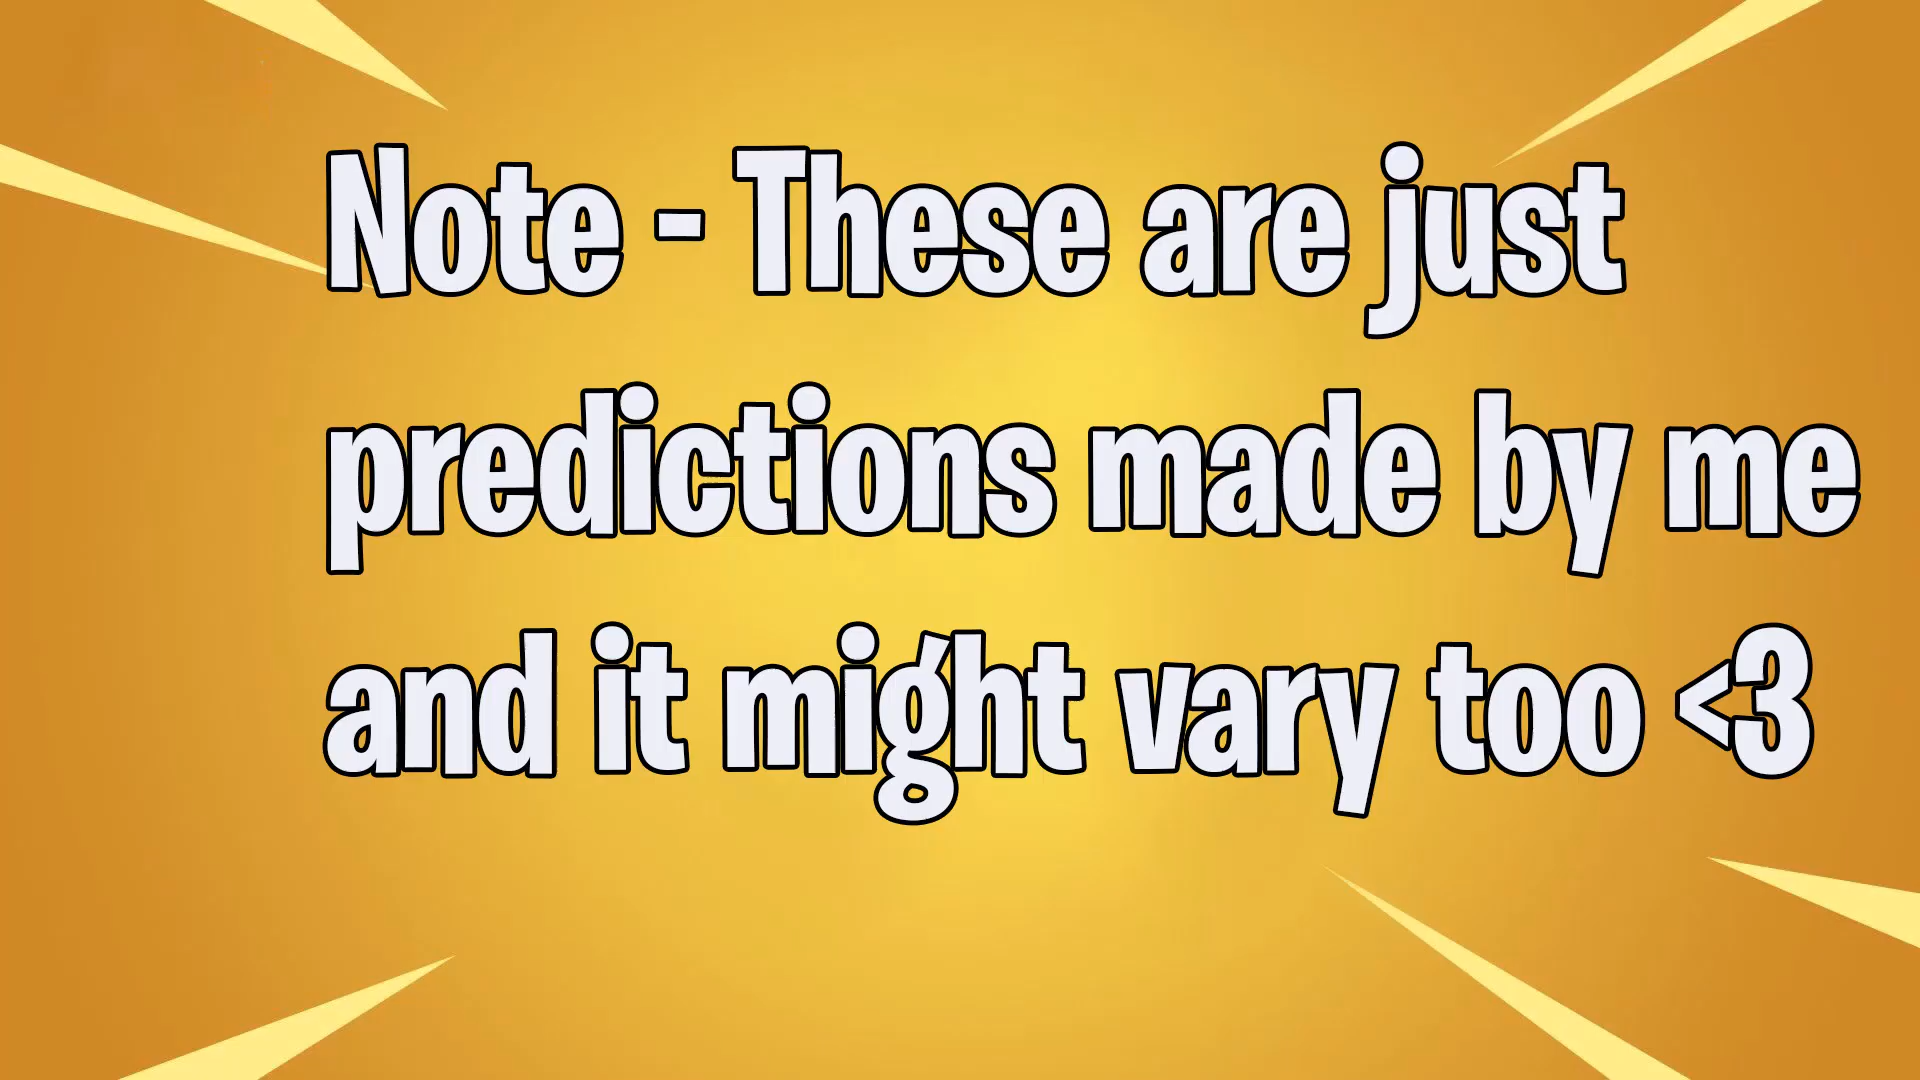 Note - These are just
predictions made by me
and it might vary too <3